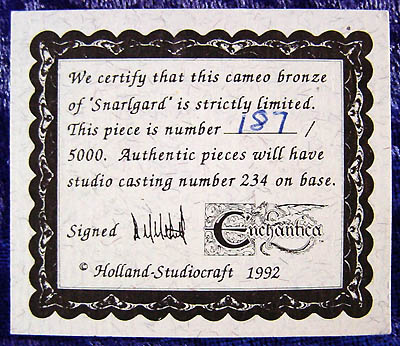 We certify that this cameo bronze
of "Snarlgard" is strictly limited.
This piece is number 187 /
5000. Authentic pieces will have
studio casting number 234 on base.
Signed
Enchantica
© Holland-Studiocraft 1992